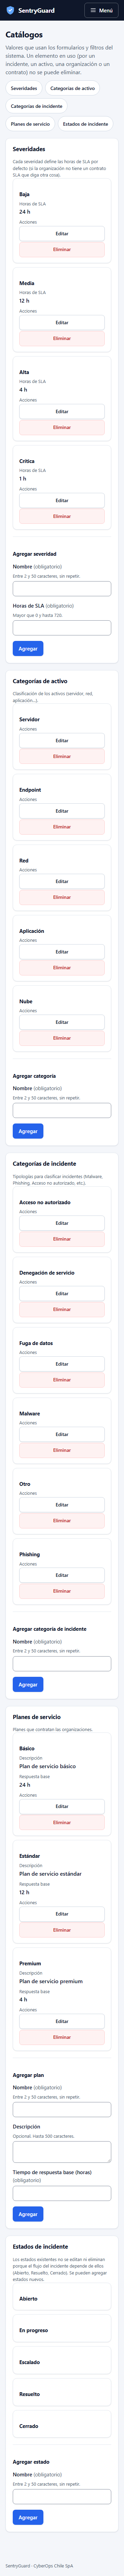 SentryGuard
Menú
Catálogos
Valores que usan los formularios y filtros del
sistema. Un elemento en uso (por un
incidente, un activo, una organización o un
contrato) no se puede eliminar.
Severidades
Categorías de activo
Categorías de incidente
Planes de servicio
Estados de incidente
Severidades
Cada severidad define las horas de SLA por
defecto (si la organización no tiene un contrato
SLA que diga otra cosa).
Baja
Horas de SLA
24 h
Acciones
Editar
Eliminar
Media
Horas de SLA
12 h
Acciones
Editar
Eliminar
Alta
Horas de SLA
4 h
Acciones
Editar
Eliminar
Crítica
Horas de SLA
1 h
Acciones
Editar
Eliminar
Agregar severidad
Nombre (obligatorio)
Entre 2 y 50 caracteres, sin repetir.
Horas de SLA (obligatorio)
Mayor que 0 y hasta 720.
Agregar
Categorías de activo
Clasificación de los activos (servidor, red,
aplicación...).
Servidor
Acciones
Editar
Eliminar
Endpoint
Acciones
Editar
Eliminar
Red
Acciones
Editar
Eliminar
Aplicación
Acciones
Editar
Eliminar
Nube
Acciones
Editar
Eliminar
Agregar categoría
Nombre (obligatorio)
Entre 2 y 50 caracteres, sin repetir.
Agregar
Categorías de incidente
Tipologías para clasificar incidentes (Malware,
Phishing, Acceso no autorizado, etc.).
Acceso no autorizado
Acciones
Editar
Eliminar
Denegación de servicio
Acciones
Editar
Eliminar
Fuga de datos
Acciones
Editar
Eliminar
Malware
Acciones
Editar
Eliminar
Otro
Acciones
Editar
Eliminar
Phishing
Acciones
Editar
Eliminar
Agregar categoría de incidente
Nombre (obligatorio)
Entre 2 y 50 caracteres, sin repetir.
Agregar
Planes de servicio
Planes que contratan las organizaciones.
Básico
Descripción
Plan de servicio básico
Respuesta base
24 h
Acciones
Editar
Eliminar
Estándar
Descripción
Plan de servicio estándar
Respuesta base
12 h
Acciones
Editar
Eliminar
Premium
Descripción
Plan de servicio premium
Respuesta base
4 h
Acciones
Editar
Eliminar
Agregar plan
Nombre (obligatorio)
Entre 2 y 50 caracteres, sin repetir.
Descripción
Opcional. Hasta 500 caracteres.
Tiempo de respuesta base (horas)
(obligatorio)
Agregar
Estados de incidente
Los estados existentes no se editan ni eliminan
porque el flujo del incidente depende de ellos
(Abierto, Resuelto, Cerrado). Se pueden agregar
estados nuevos.
Abierto
En progreso
Escalado
Resuelto
Cerrado
Agregar estado
Nombre (obligatorio)
Entre 2 y 50 caracteres, sin repetir.
Agregar
SentryGuard · CyberOps Chile SpA